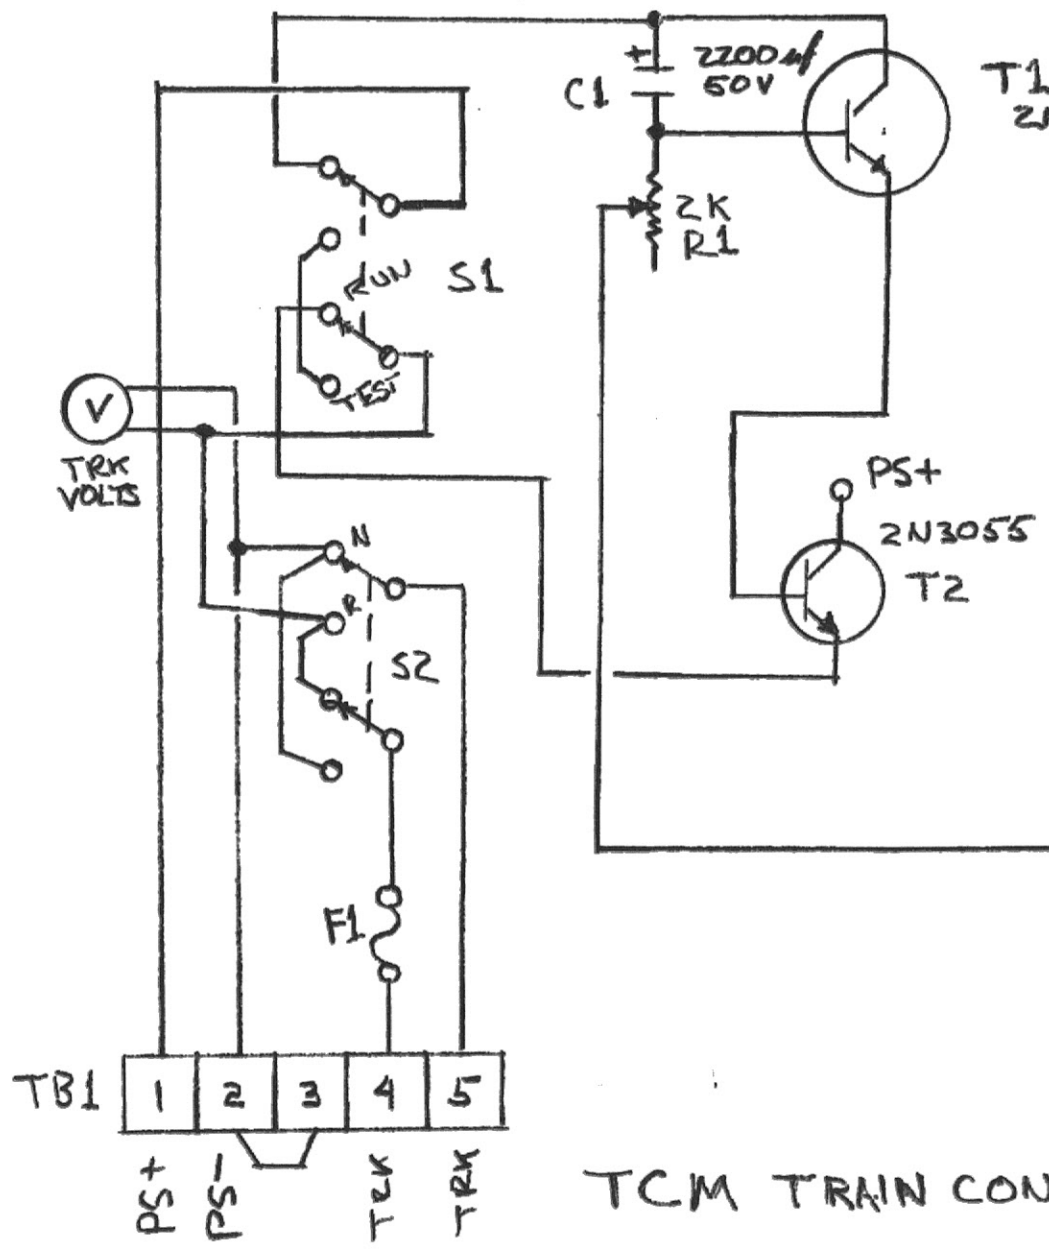 +
2200uf
50V
C1
T1
2K
R1
RUN
S1
TEST
V
TRK
VOLTS
PS+
2N3055
T2
N
R
S2
F1
TB1 1 2 3 4 5
PS+ PS- TRK TRK
TCM TRAIN CON